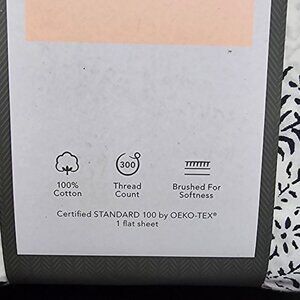 300
100%
Cotton
Thread
Count
Brushed For
Softness
Certified STANDARD 100 by OEKO-TEX®
1 flat sheet